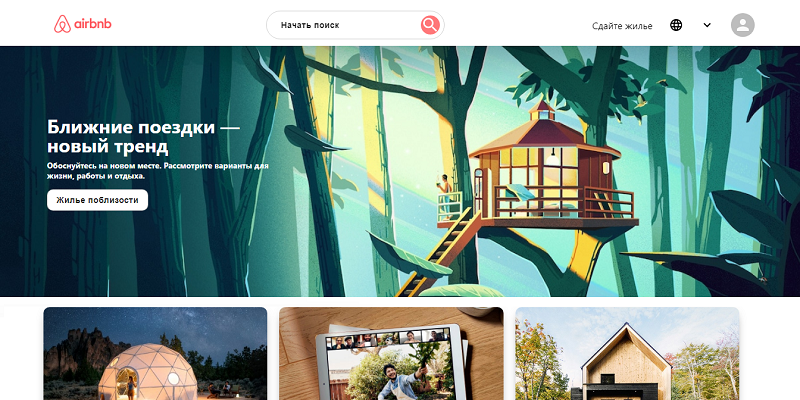 airbnb
Начать поиск
Сдайте жилье
Ближние поездки —
новый тренд
Обоснуйтесь на новом месте. Рассмотрите варианты для
жизни, работы и отдыха.
Жилье поблизости